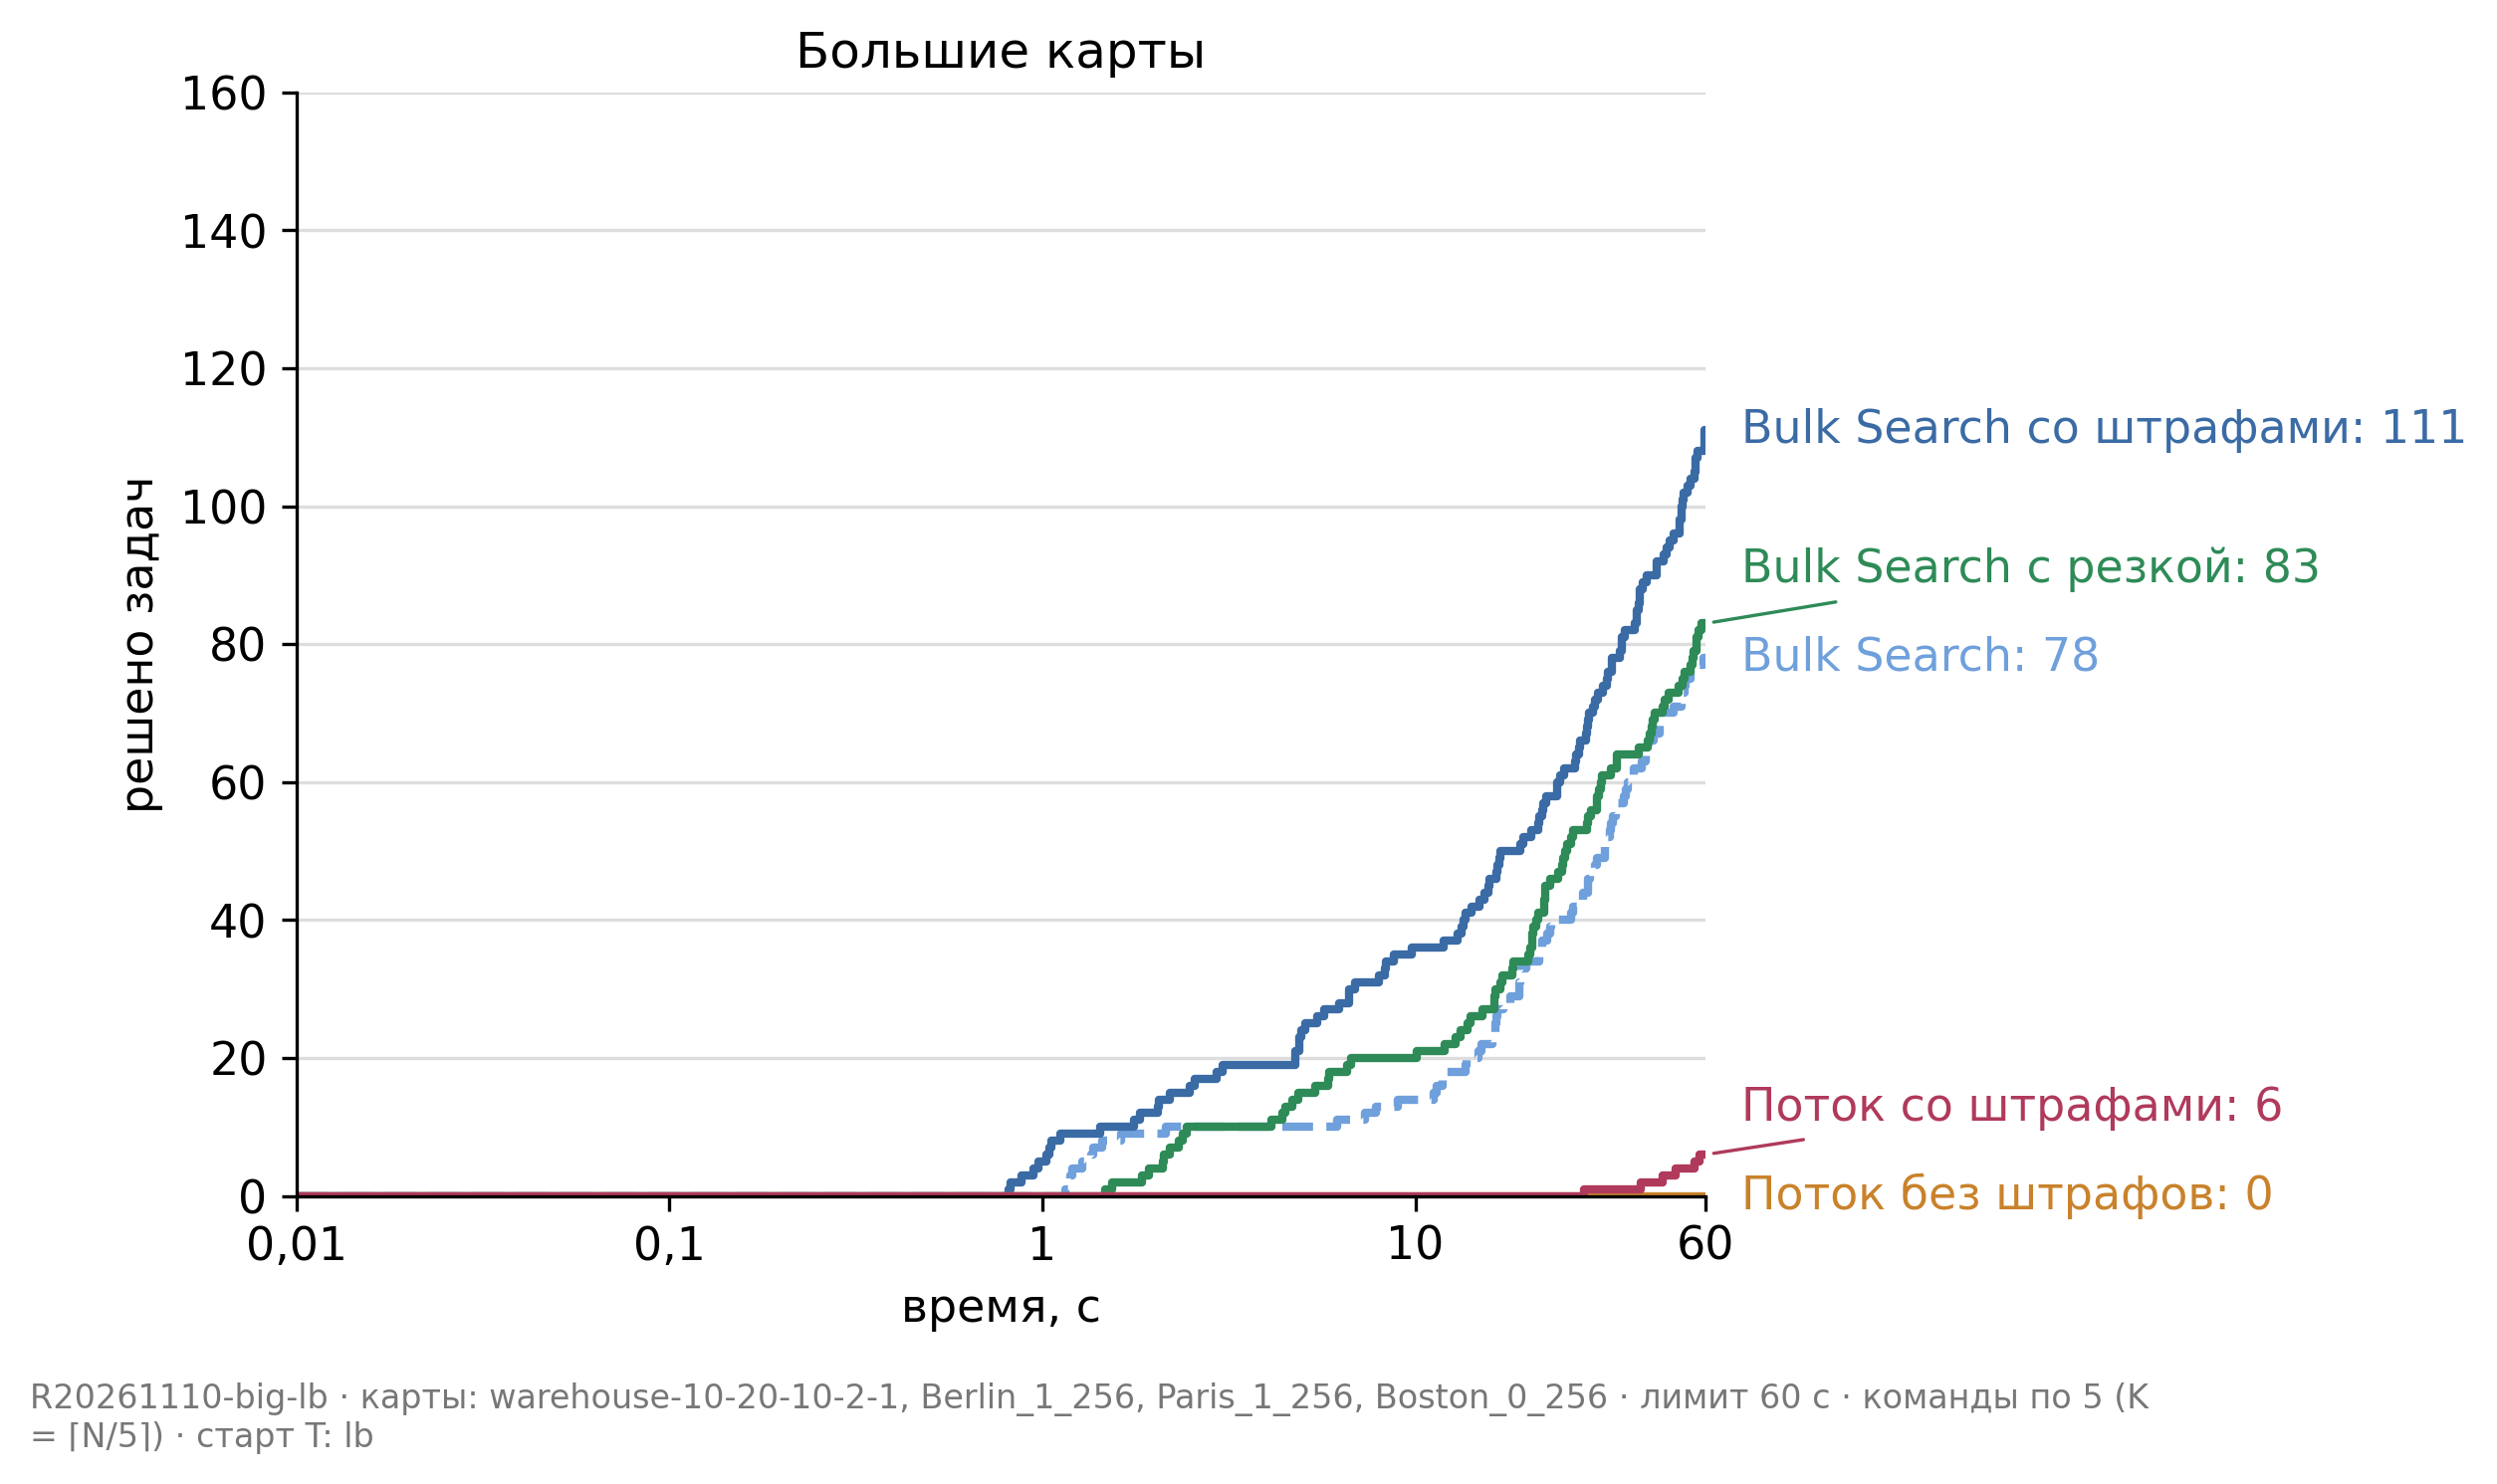 Большие карты
160
140
120
100
80
60
40
20
0
решено задач
0,01
0,1
1
10
60
время, с
Bulk Search со штрафами: 111
Bulk Search с резкой: 83
Bulk Search: 78
Поток со штрафами: 6
Поток без штрафов: 0
R20261110-big-lb · карты: warehouse-10-20-10-2-1, Berlin_1_256, Paris_1_256, Boston_0_256 · лимит 60 с · команды по 5 (K
= ⌈N/5⌉) · старт T: lb